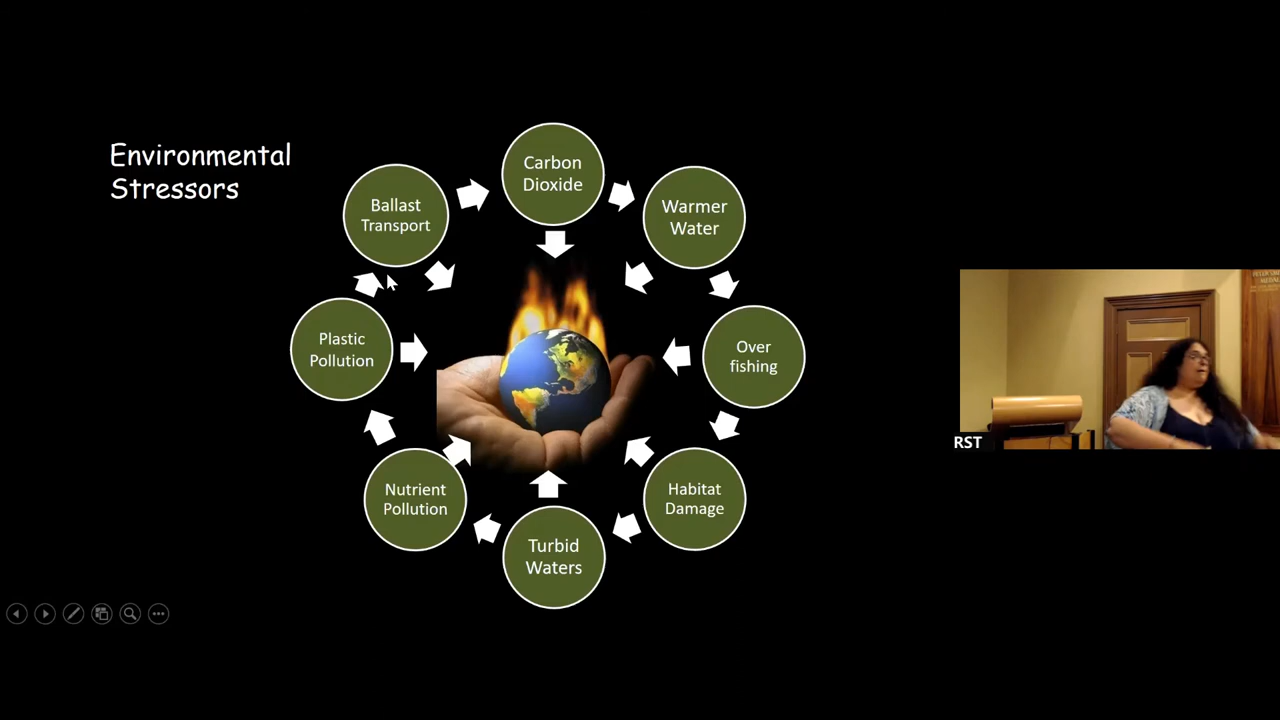 Environmental
Stressors
Carbon
Dioxide
Warmer
Water
Over
fishing
Habitat
Damage
Turbid
Waters
Nutrient
Pollution
Plastic
Pollution
Ballast
Transport
RST